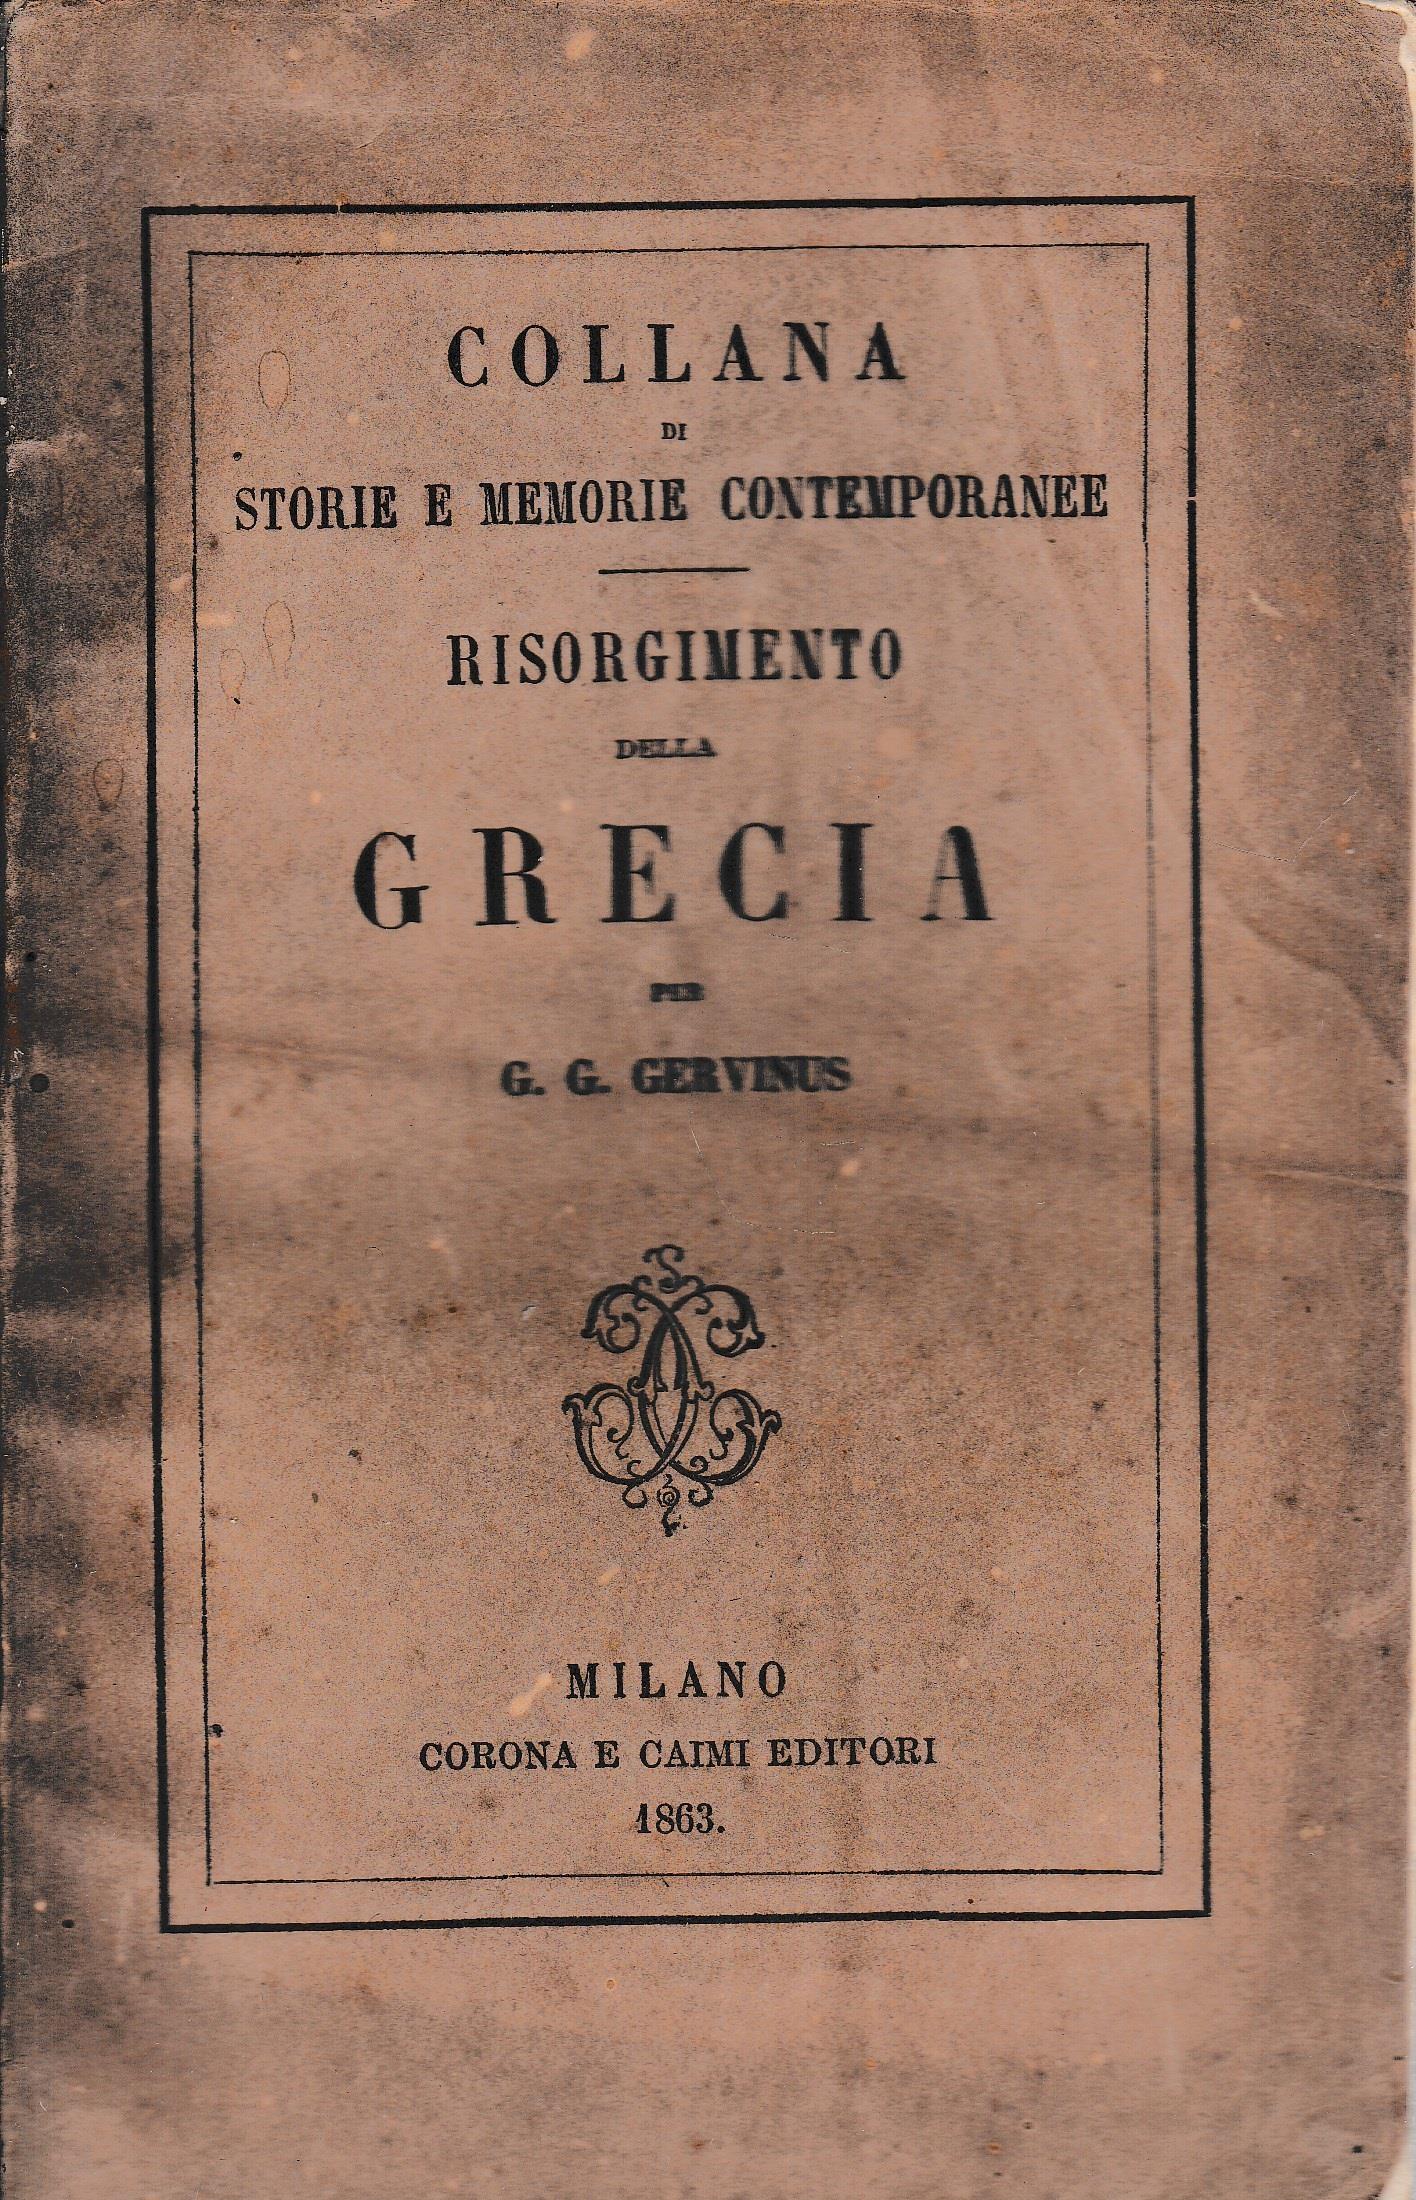 COLLANA
DI
STORIE E MEMORIE CONTEMPORANEE
RISORGIMENTO
DELLA
GRECIA
PER
G. G. GERVINUS
MILANO
CORONA E CAIMI EDITORI
1863.